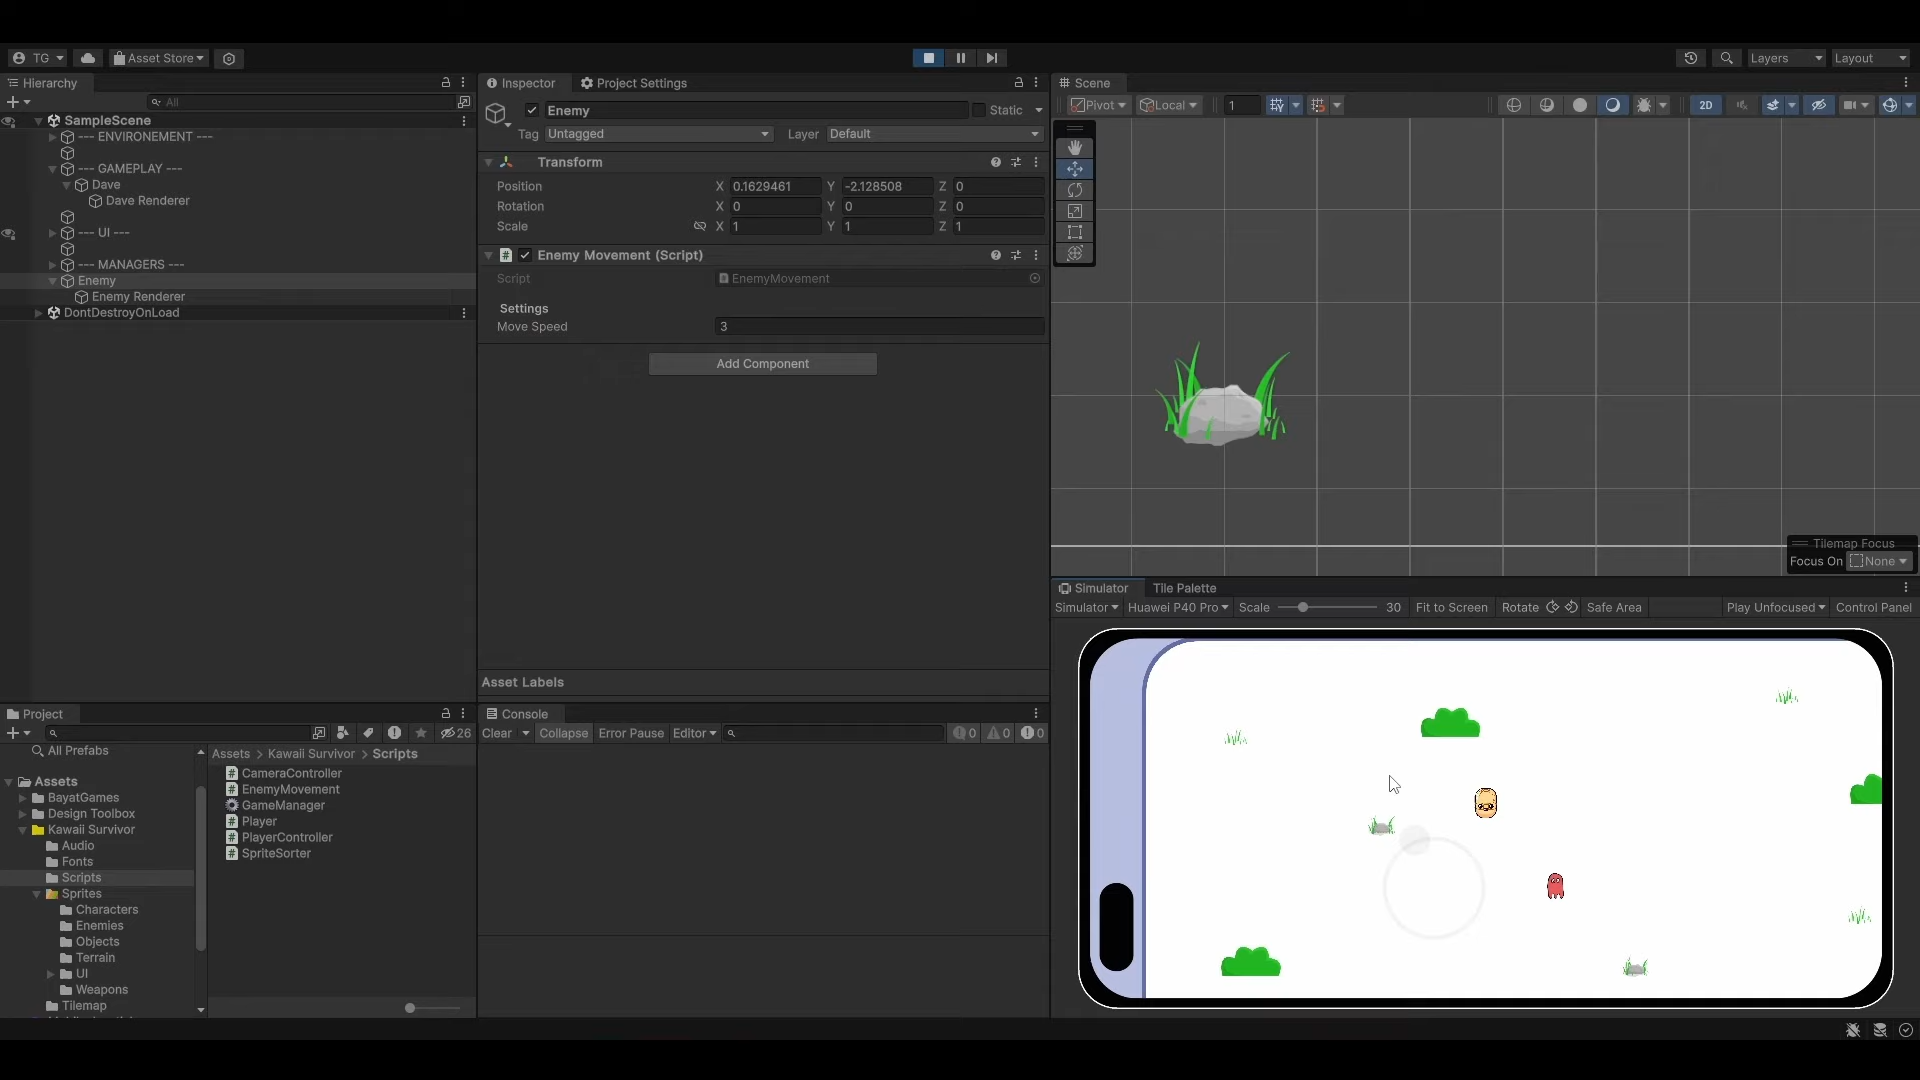 TG
Asset Store
Layers
Layout
Hierarchy
All
SampleScene
--- ENVIRONEMENT ---
--- GAMEPLAY ---
Dave
Dave Renderer
--- UI ---
--- MANAGERS ---
Enemy
Enemy Renderer
DontDestroyOnLoad
Inspector
Project Settings
Enemy
Static
Tag
Untagged
Layer
Default
Transform
Position
X 0.1629461 Y -2.128508 Z 0
Rotation
X 0 Y 0 Z 0
Scale
X 1 Y 1 Z 1
Enemy Movement (Script)
Script
EnemyMovement
Settings
Move Speed
3
Add Component
Asset Labels
Scene
Pivot
Local
1
2D
Tilemap Focus
Focus On
None
Simulator
Tile Palette
Simulator
Huawei P40 Pro
Scale
30
Fit to Screen
Rotate
Safe Area
Play Unfocused
Control Panel
Project
26
All Prefabs
Assets
BayatGames
Design Toolbox
Kawaii Survivor
Audio
Fonts
Scripts
Sprites
Characters
Enemies
Objects
Terrain
UI
Weapons
Tilemap
Assets > Kawaii Survivor > Scripts
CameraController
EnemyMovement
GameManager
Player
PlayerController
SpriteSorter
Console
Clear
Collapse
Error Pause
Editor
0
0
0